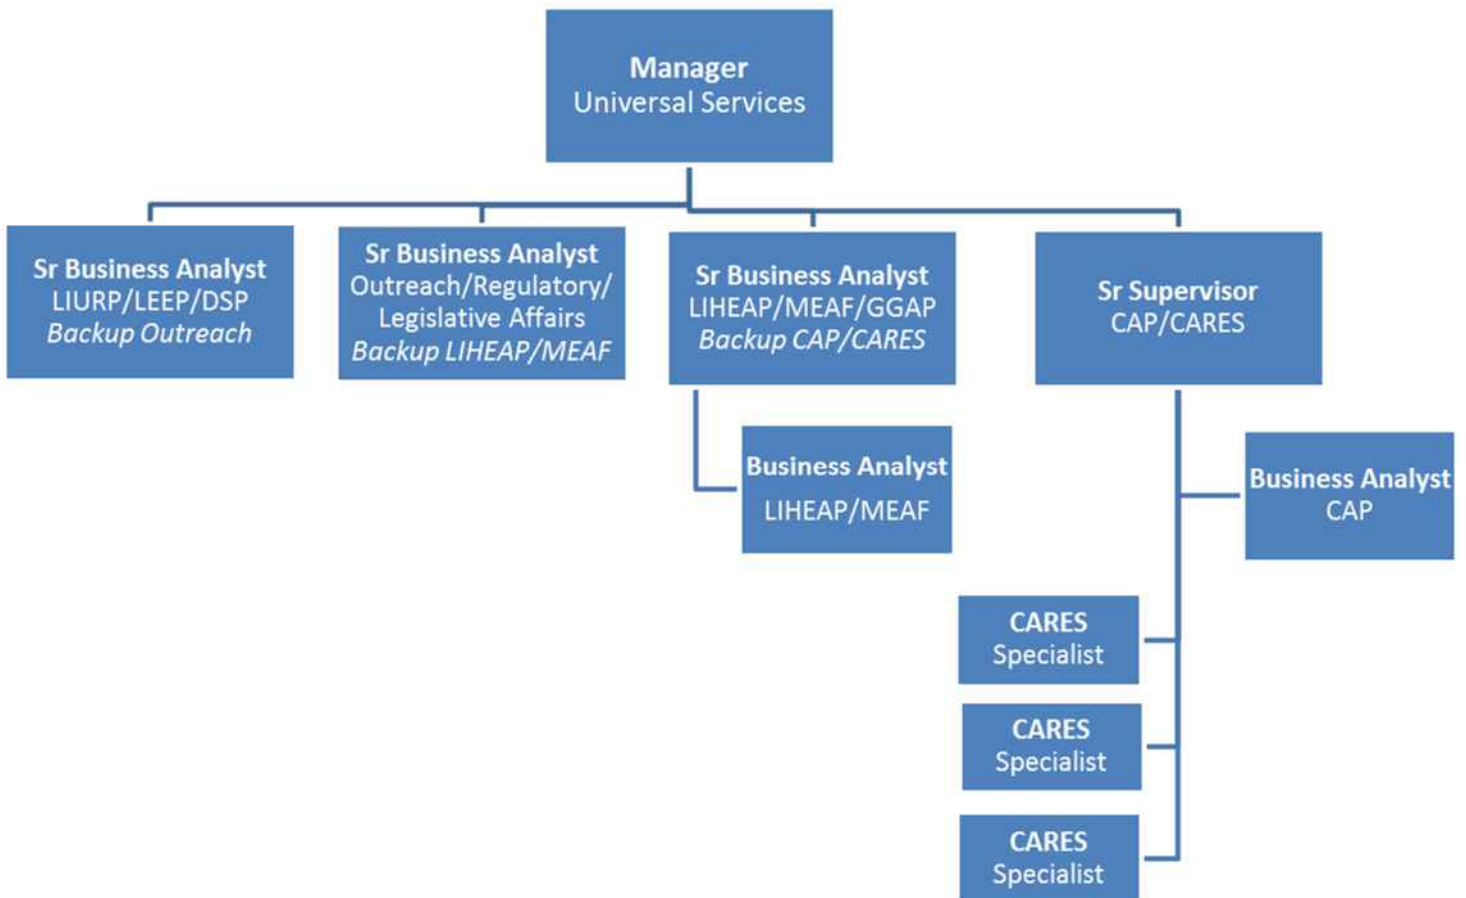 Manager
Universal Services
Sr Business Analyst
LIURP/LEEP/DSP
Backup Outreach
Sr Business Analyst
Outreach/Regulatory/
Legislative Affairs
Backup LIHEAP/MEAF
Sr Business Analyst
LIHEAP/MEAF/GGAP
Backup CAP/CARES
Sr Supervisor
CAP/CARES
Business Analyst
LIHEAP/MEAF
Business Analyst
CAP
CARES
Specialist
CARES
Specialist
CARES
Specialist